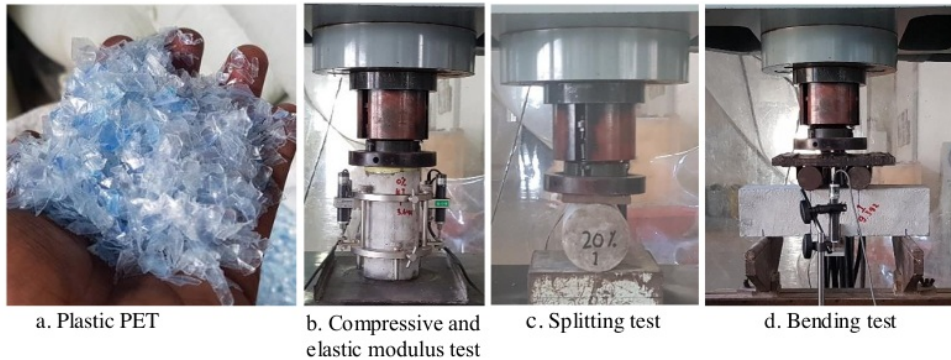 20%
1
a. Plastic PET
b. Compressive and
elastic modulus test
c. Splitting test
d. Bending test